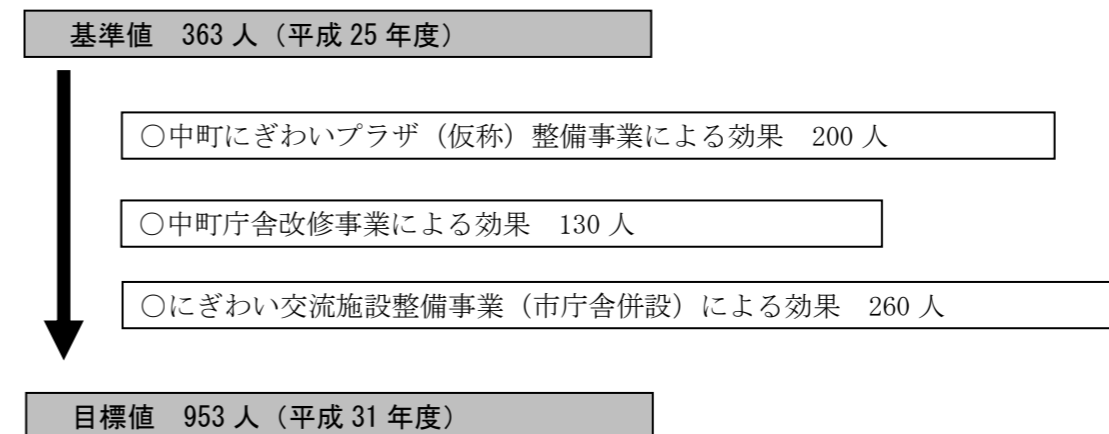 基準値　363 人（平成 25 年度）
○中町にぎわいプラザ（仮称）整備事業による効果　200 人
○中町庁舎改修事業による効果　130 人
○にぎわい交流施設整備事業（市庁舎併設）による効果　260 人
目標値　953 人（平成 31 年度）